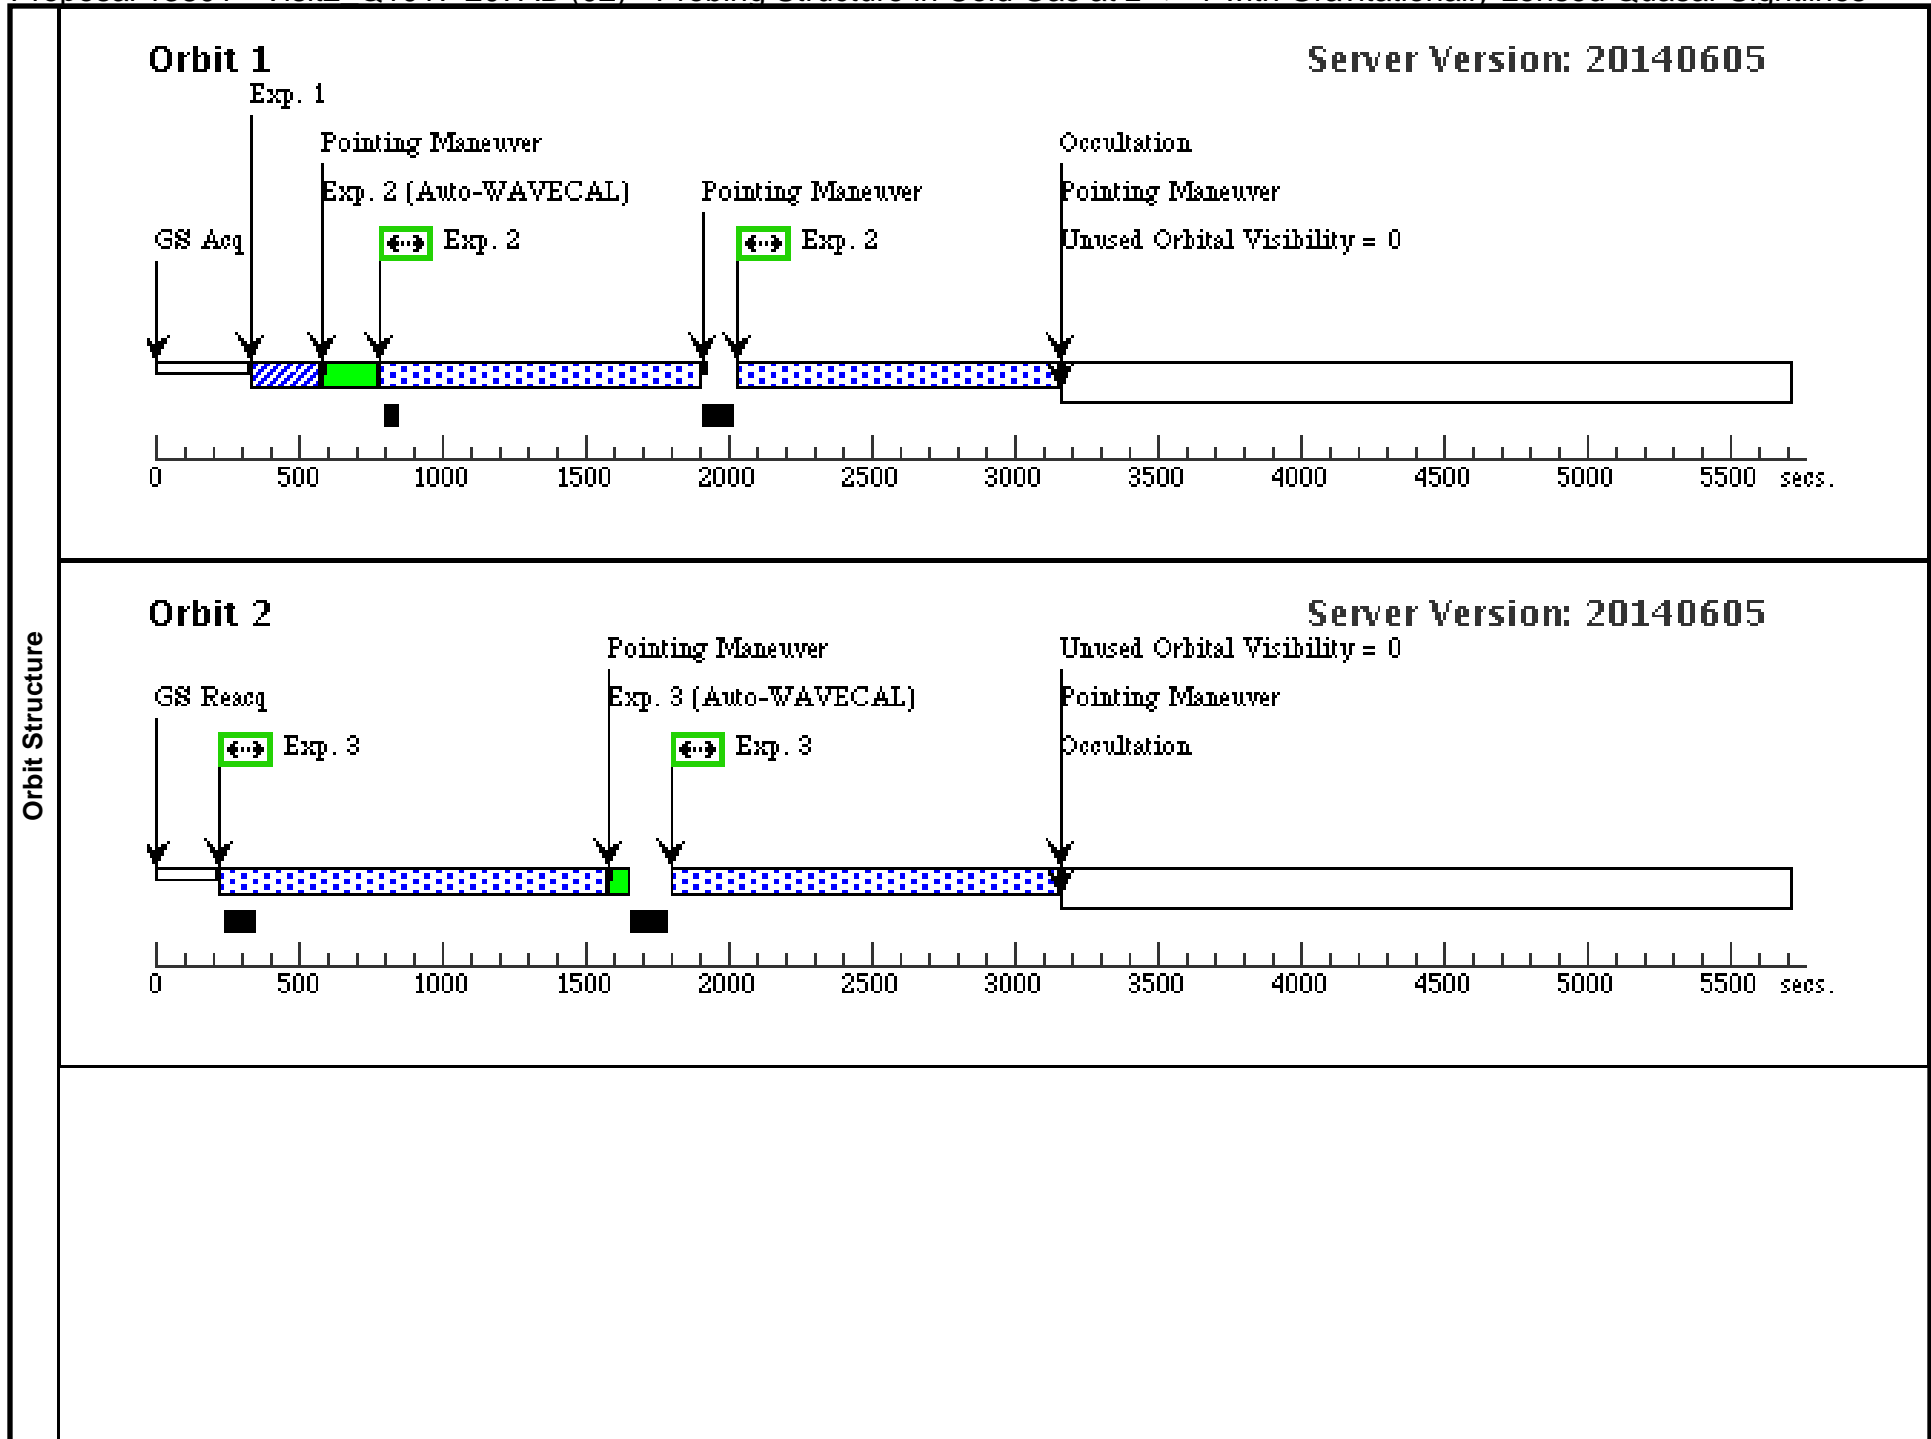 Orbit Structure
Orbit 1
Server Version: 20140605
Exp. 1
Pointing Maneuver
Occultation
Exp. 2 (Auto-WAVECAL)
Pointing Maneuver
Pointing Maneuver
GS Acq
Exp. 2
Exp. 2
Unused Orbital Visibility = 0
0 500 1000 1500 2000 2500 3000 3500 4000 4500 5000 5500 secs.
Orbit 2
Server Version: 20140605
Pointing Maneuver
Unused Orbital Visibility = 0
GS Reacq
Exp. 3 (Auto-WAVECAL)
Pointing Maneuver
Exp. 3
Exp. 3
Occultation
0 500 1000 1500 2000 2500 3000 3500 4000 4500 5000 5500 secs.